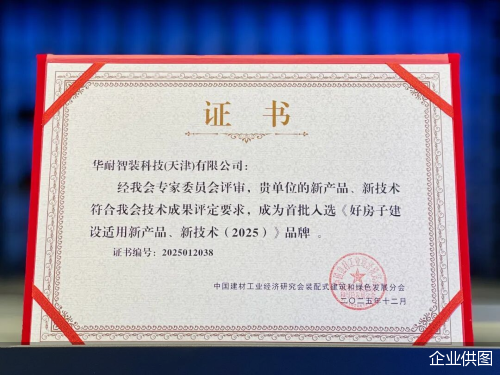 证书
华耐智装科技(天津)有限公司：
经我会专家委员会评审，贵单位的新产品、新技术
符合我会技术成果评定要求，成为首批入选《好房子建
设适用新产品、新技术（2025）》品牌 。
证书编号：2025012038
中国建材工业经济研究会装配式建筑和绿色发展分会
二〇二五年十二月
企业供图